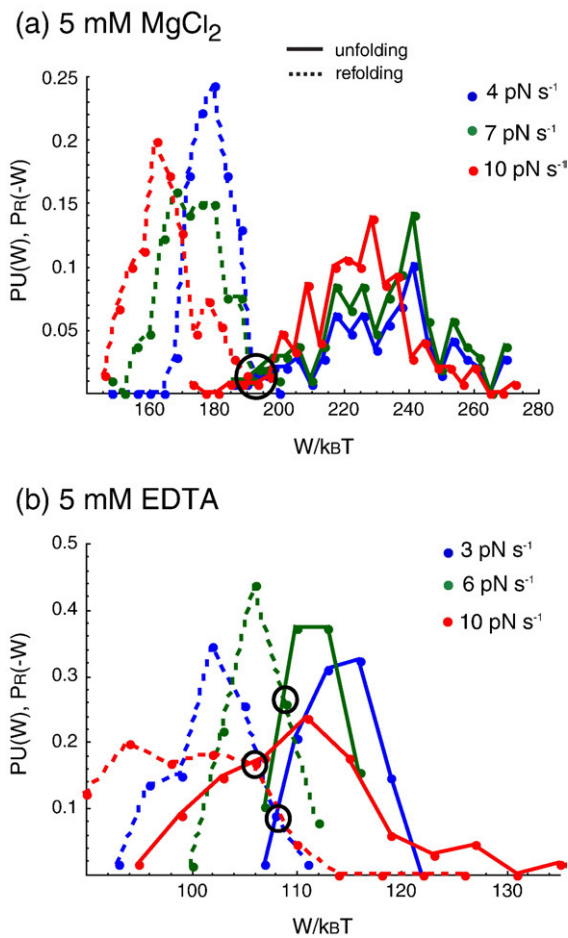 (a) 5 mM MgCl2
unfolding
refolding
0.25
0.2
0.15
0.1
0.05
PU(W), PR(-W)
4 pN s-1
7 pN s-1
10 pN s-1
160 180 200 220 240 260 280
W/kBT
(b) 5 mM EDTA
0.5
0.4
0.3
0.2
0.1
PU(W), PR(-W)
3 pN s-1
6 pN s-1
10 pN s-1
100 110 120 130
W/kBT